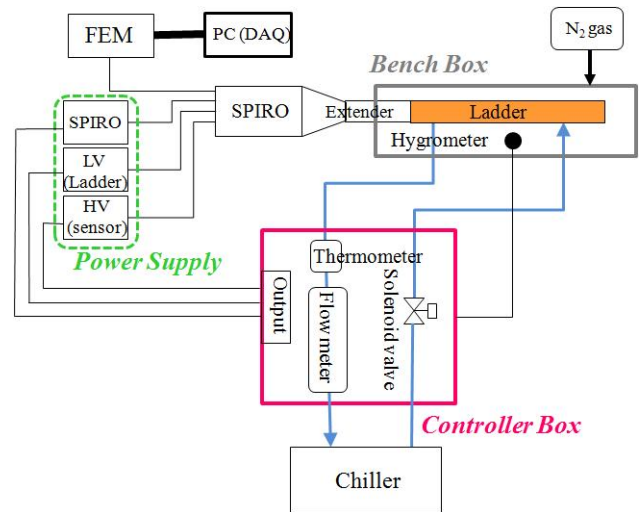 FEM
PC (DAQ)
N2 gas
Bench Box
SPIRO
SPIRO
Extender
Ladder
Hygrometer
LV
(Ladder)
HV
(sensor)
Power Supply
Thermometer
Output
Flow meter
Solenoid valve
Controller Box
Chiller